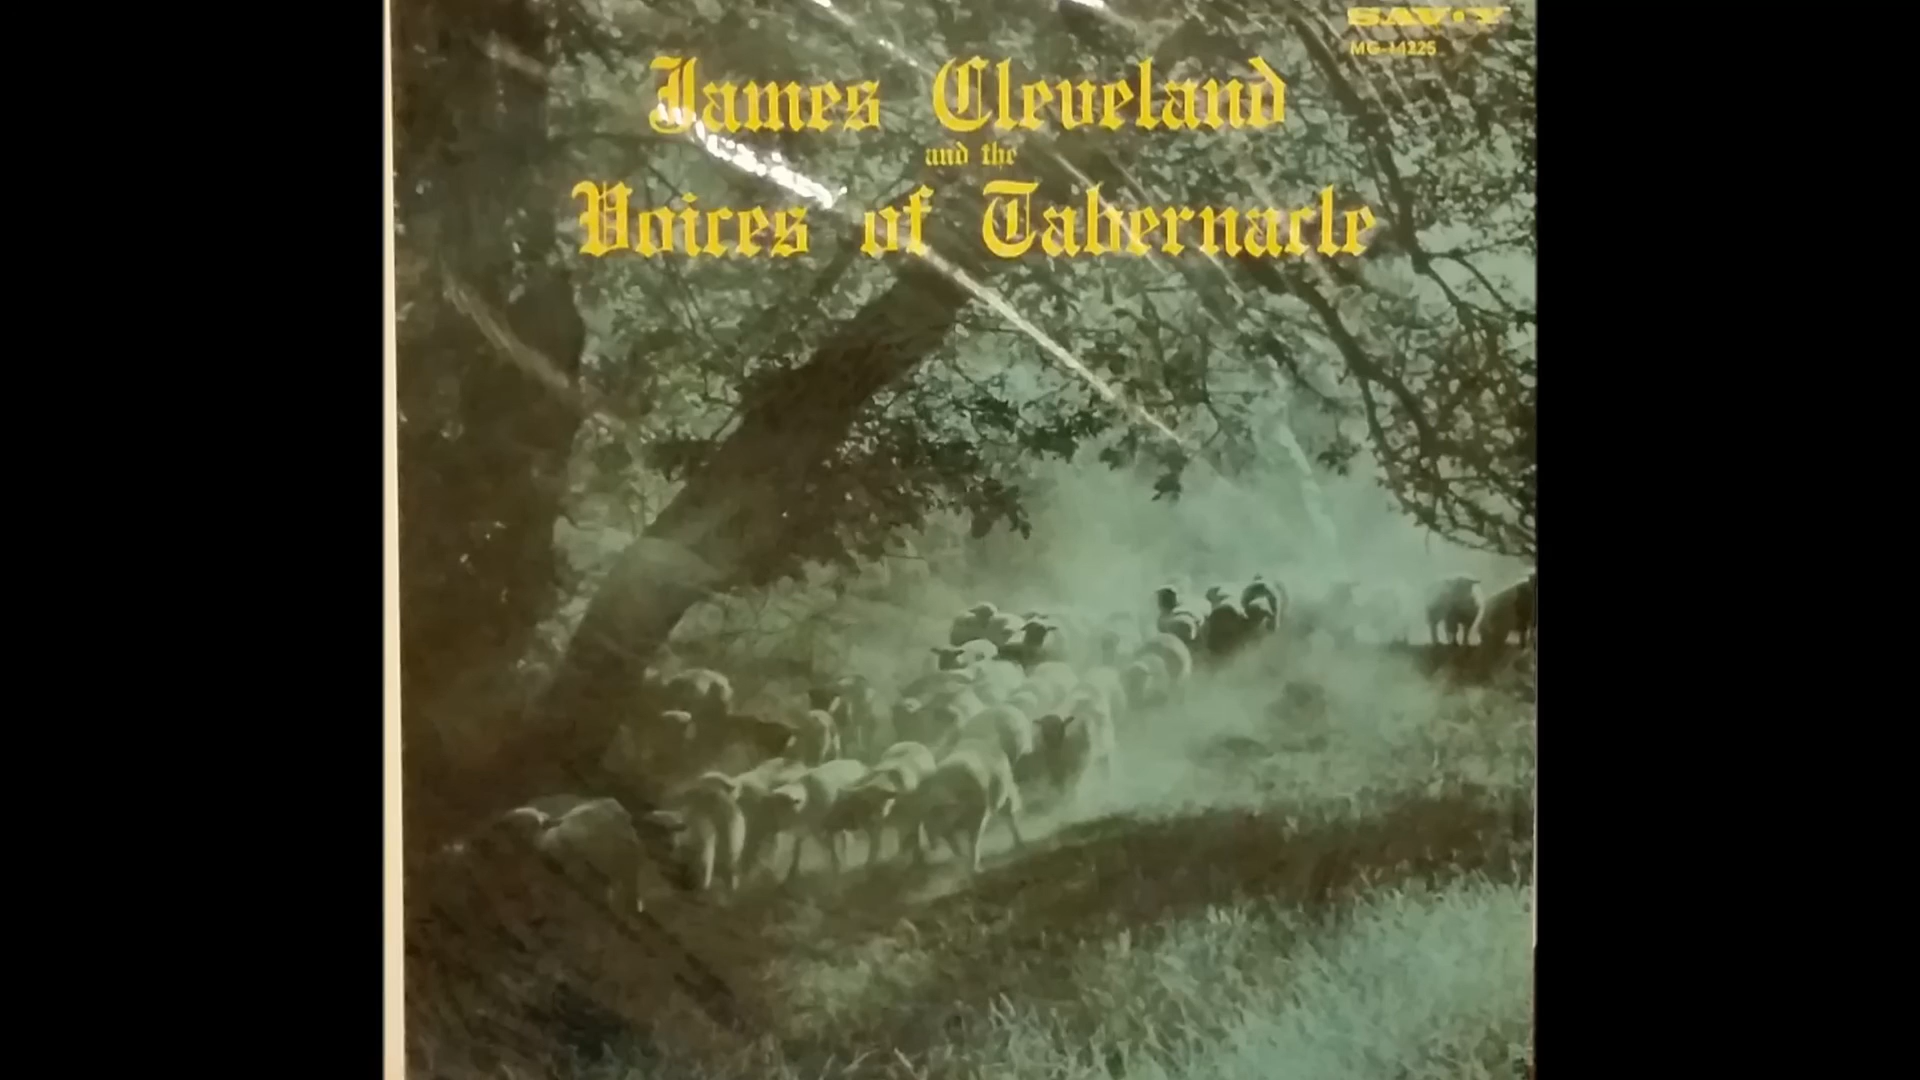 SAVOY
MG-14225
James Cleveland
and the
Voices of Tabernacle